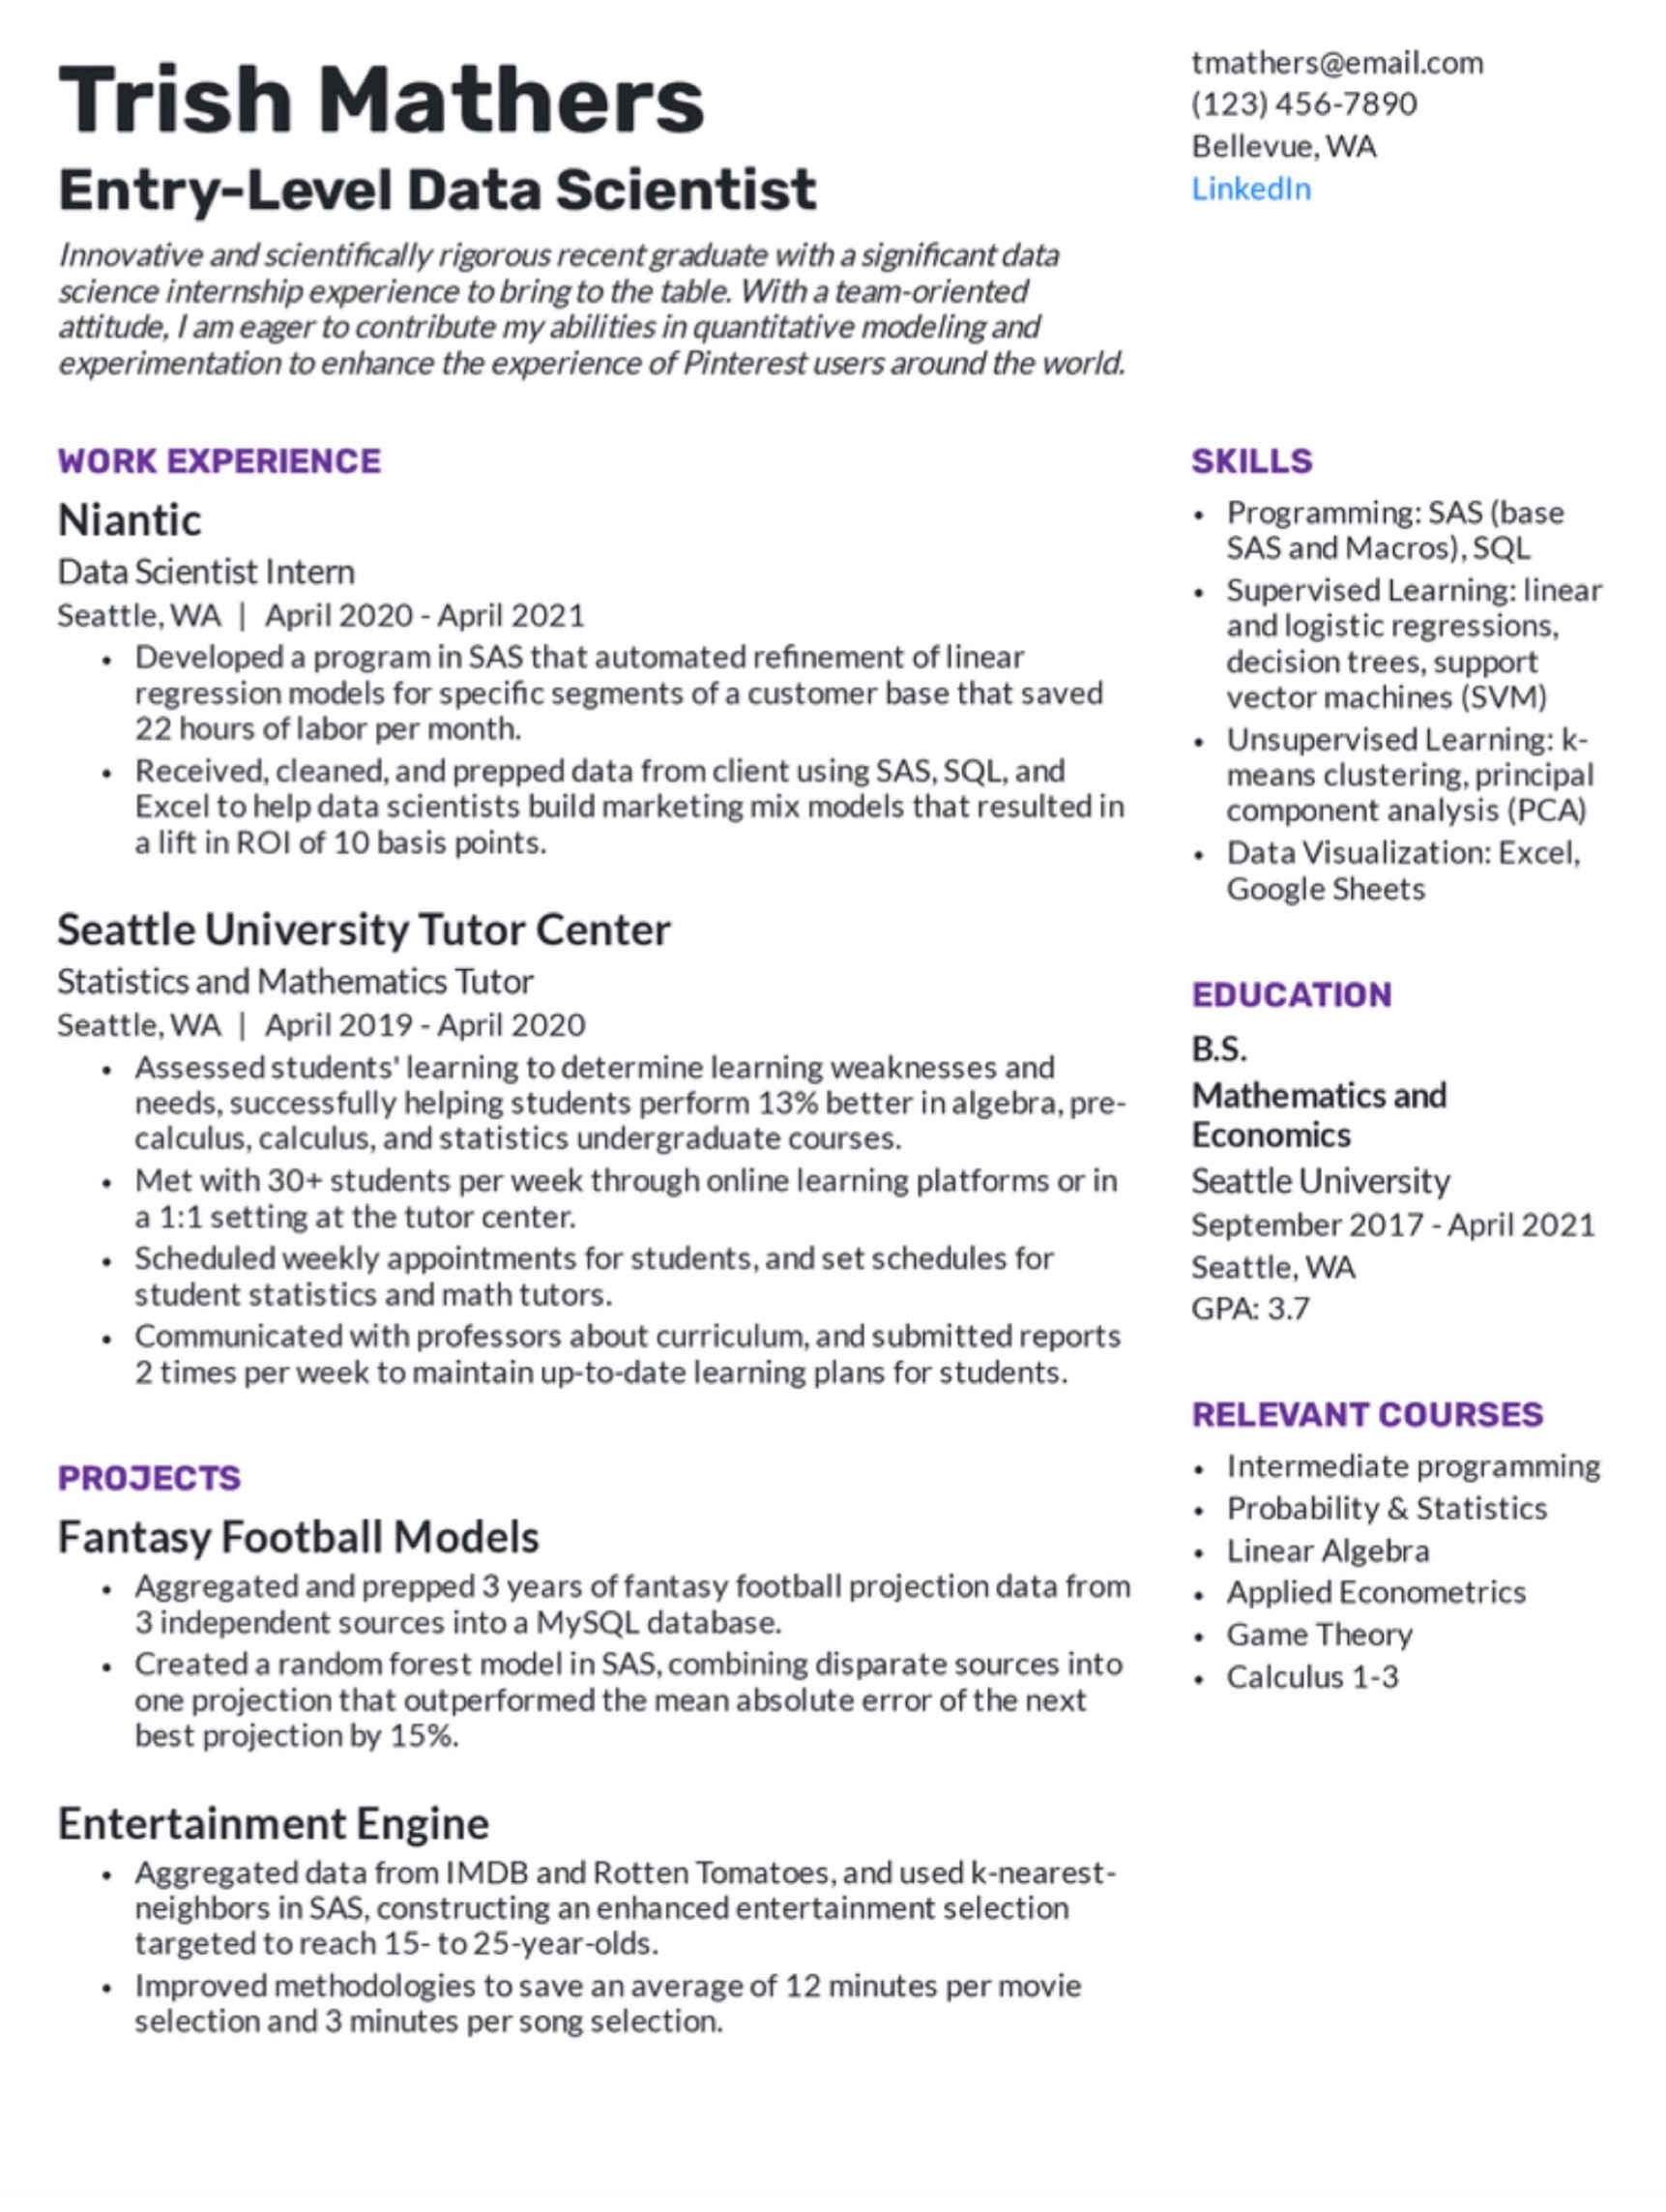 Trish Mathers
Entry-Level Data Scientist
Innovative and scientifically rigorous recent graduate with a significant data
science internship experience to bring to the table. With a team-oriented
attitude, I am eager to contribute my abilities in quantitative modeling and
experimentation to enhance the experience of Pinterest users around the world.
tmathers@email.com
(123) 456-7890
Bellevue, WA
LinkedIn
WORK EXPERIENCE
Niantic
Data Scientist Intern
Seattle, WA | April 2020 - April 2021
• Developed a program in SAS that automated refinement of linear
regression models for specific segments of a customer base that saved
22 hours of labor per month.
• Received, cleaned, and prepped data from client using SAS, SQL, and
Excel to help data scientists build marketing mix models that resulted in
a lift in ROI of 10 basis points.
Seattle University Tutor Center
Statistics and Mathematics Tutor
Seattle, WA | April 2019 - April 2020
• Assessed students' learning to determine learning weaknesses and
needs, successfully helping students perform 13% better in algebra, pre-
calculus, calculus, and statistics undergraduate courses.
• Met with 30+ students per week through online learning platforms or in
a 1:1 setting at the tutor center.
• Scheduled weekly appointments for students, and set schedules for
student statistics and math tutors.
• Communicated with professors about curriculum, and submitted reports
2 times per week to maintain up-to-date learning plans for students.
PROJECTS
Fantasy Football Models
• Aggregated and prepped 3 years of fantasy football projection data from
3 independent sources into a MySQL database.
• Created a random forest model in SAS, combining disparate sources into
one projection that outperformed the mean absolute error of the next
best projection by 15%.
Entertainment Engine
• Aggregated data from IMDB and Rotten Tomatoes, and used k-nearest-
neighbors in SAS, constructing an enhanced entertainment selection
targeted to reach 15- to 25-year-olds.
• Improved methodologies to save an average of 12 minutes per movie
selection and 3 minutes per song selection.
SKILLS
• Programming: SAS (base
SAS and Macros), SQL
• Supervised Learning: linear
and logistic regressions,
decision trees, support
vector machines (SVM)
• Unsupervised Learning: k-
means clustering, principal
component analysis (PCA)
• Data Visualization: Excel,
Google Sheets
EDUCATION
B.S.
Mathematics and
Economics
Seattle University
September 2017 - April 2021
Seattle, WA
GPA: 3.7
RELEVANT COURSES
• Intermediate programming
• Probability & Statistics
• Linear Algebra
• Applied Econometrics
• Game Theory
• Calculus 1-3